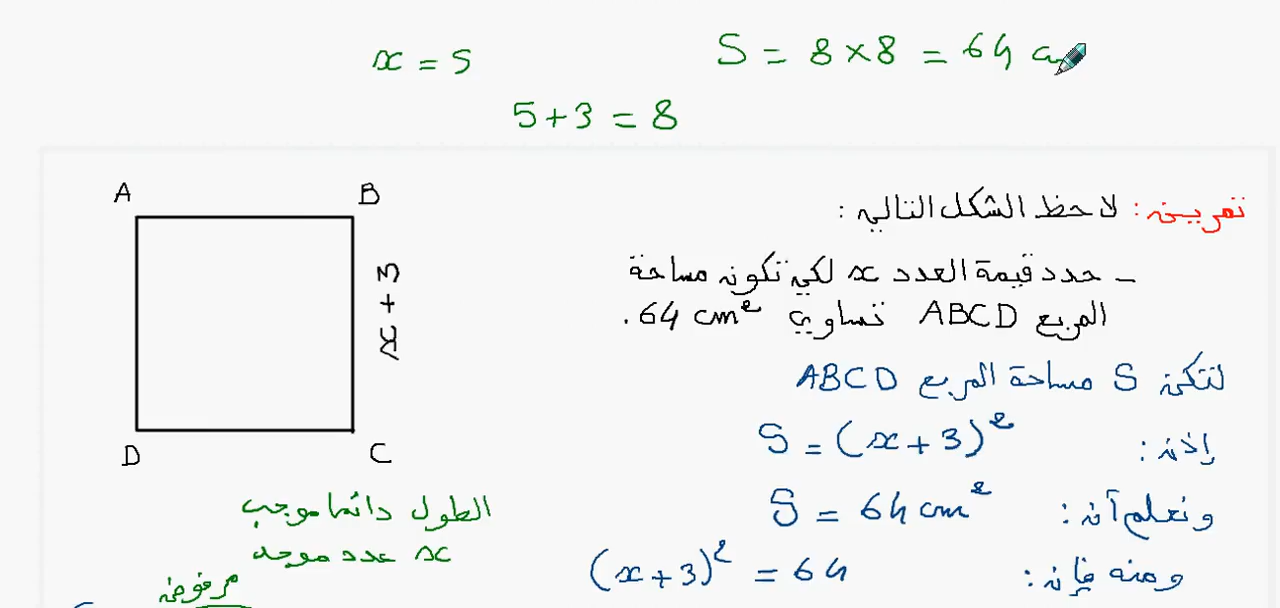 x = 5
S = 8 × 8 = 64 c
5 + 3 = 8
A
B
تمرين: لاحظ الشكل التالي:
x + 3
- حدد قيمة العدد x لكي تكون مساحة
المربع ABCD تساوي 64 cm².
D
C
لتكن S مساحة المربع ABCD
إذن: S = (x + 3)²
الطول دائما موجب
ونعلم أن: S = 64 cm²
x عدد موجب
ومنه فإن: (x + 3)² = 64
مرفوض